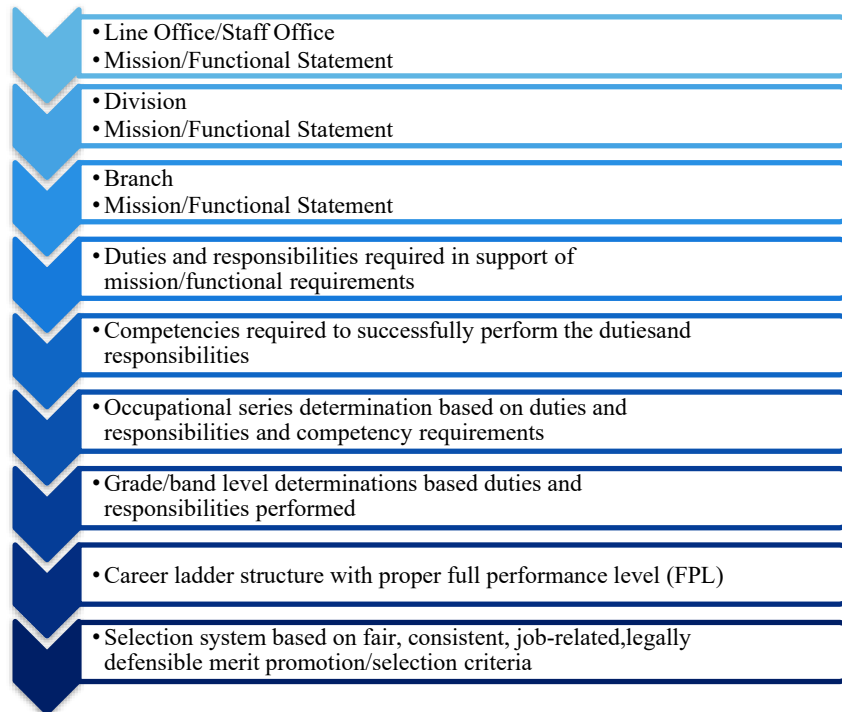 •Line Office/Staff Office
•Mission/Functional Statement
•Division
•Mission/Functional Statement
•Branch
•Mission/Functional Statement
•Duties and responsibilities required in support of
mission/functional requirements
•Competencies required to successfully perform the dutiesand
responsibilities
•Occupational series determination based on duties and
responsibilities and competency requirements
•Grade/band level determinations based duties and
responsibilities performed
•Career ladder structure with proper full performance level (FPL)
•Selection system based on fair, consistent, job-related,legally
defensible merit promotion/selection criteria